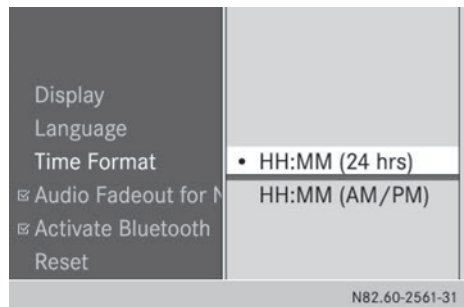 Display
Language
Time Format
Audio Fadeout for N
Activate Bluetooth
Reset
• HH:MM (24 hrs)
HH:MM (AM/PM)
N82.60-2561-31